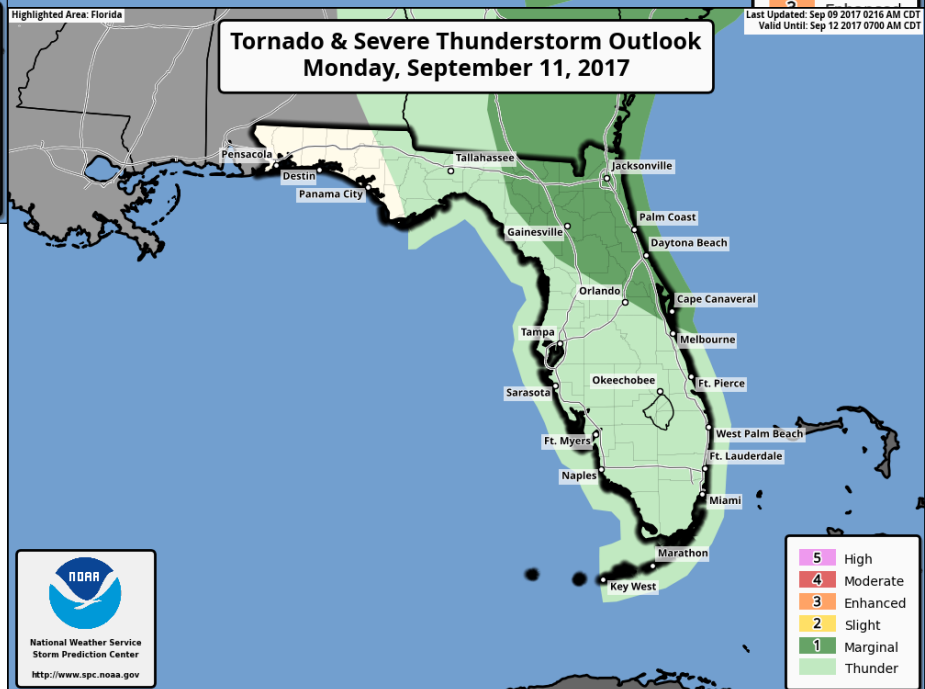 3 Enhanced
Highlighted Area: Florida
Last Updated: Sep 09 2017 0216 AM CDT
Valid Until: Sep 12 2017 0700 AM CDT
Tornado & Severe Thunderstorm Outlook
Monday, September 11, 2017
Pensacola
Tallahassee
Jacksonville
Destin
Panama City
Palm Coast
Gainesville
Daytona Beach
Orlando
Cape Canaveral
Tampa
Melbourne
Okeechobee
Ft. Pierce
Sarasota
West Palm Beach
Ft. Myers
Ft. Lauderdale
Naples
Miami
Marathon
Key West
NOAA
National Weather Service
Storm Prediction Center
http://www.spc.noaa.gov
5 High
4 Moderate
3 Enhanced
2 Slight
1 Marginal
Thunder